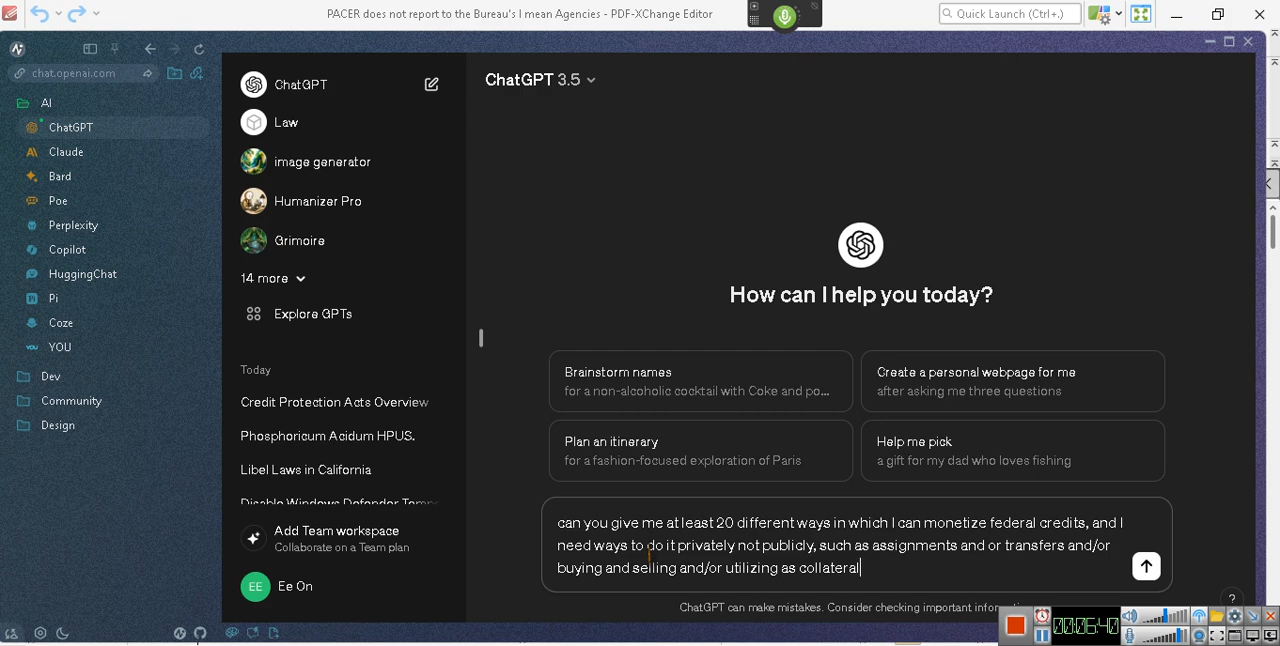 PACER does not report to the Bureau's I mean Agencies - PDF-XChange Editor
Quick Launch (Ctrl+.)
chat.openai.com
AI
ChatGPT
Claude
Bard
Poe
Perplexity
Copilot
HuggingChat
Pi
Coze
YOU
YOU
Dev
Community
Design
ChatGPT
Law
image generator
Humanizer Pro
Grimoire
14 more
Explore GPTs
Today
Credit Protection Acts Overview
Phosphoricum Acidum HPUS.
Libel Laws in California
Disable Windows Defender Temp
Add Team workspace
Collaborate on a Team plan
EE
Ee On
ChatGPT 3.5
How can I help you today?
Brainstorm names
for a non-alcoholic cocktail with Coke and po...
Create a personal webpage for me
after asking me three questions
Plan an itinerary
for a fashion-focused exploration of Paris
Help me pick
a gift for my dad who loves fishing
can you give me at least 20 different ways in which I can monetize federal credits, and I
need ways to do it privately not publicly, such as assignments and or transfers and/or
buying and selling and/or utilizing as collateral
ChatGPT can make mistakes. Consider checking important
?
00:06:40